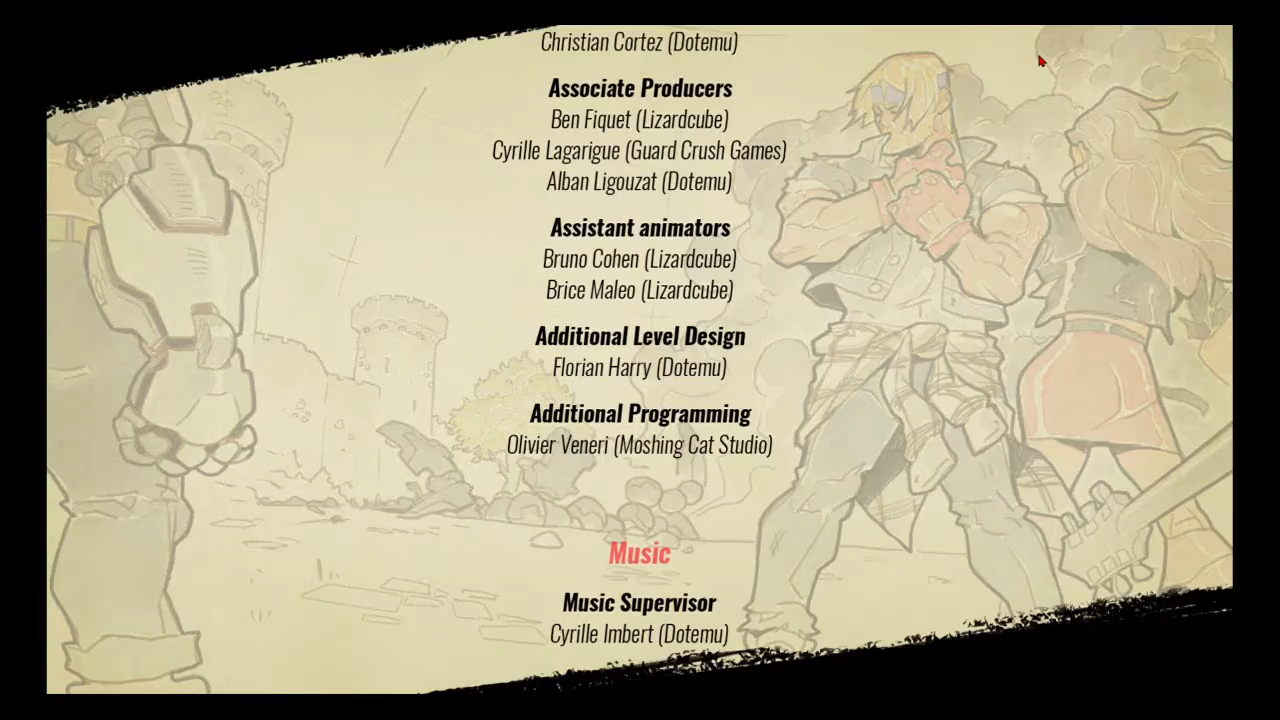 Christian Cortez (Dotemu)
Associate Producers
Ben Fiquet (Lizardcube)
Cyrille Lagarigue (Guard Crush Games)
Alban Ligouzat (Dotemu)
Assistant animators
Bruno Cohen (Lizardcube)
Brice Maleo (Lizardcube)
Additional Level Design
Florian Harry (Dotemu)
Additional Programming
Olivier Veneri (Moshing Cat Studio)
Music
Music Supervisor
Cyrille Imbert (Dotemu)